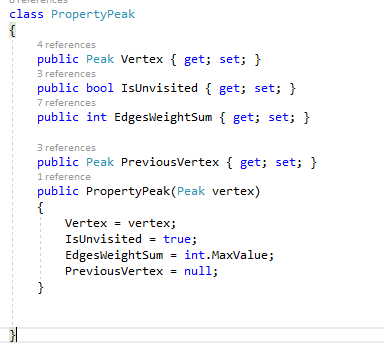 class PropertyPeak
{
4 references
public Peak Vertex { get; set; }
3 references
public bool IsUnvisited { get; set; }
7 references
public int EdgesWeightSum { get; set; }
3 references
public Peak PreviousVertex { get; set; }
1 reference
public PropertyPeak(Peak vertex)
{
Vertex = vertex;
IsUnvisited = true;
EdgesWeightSum = int.MaxValue;
PreviousVertex = null;
}
}